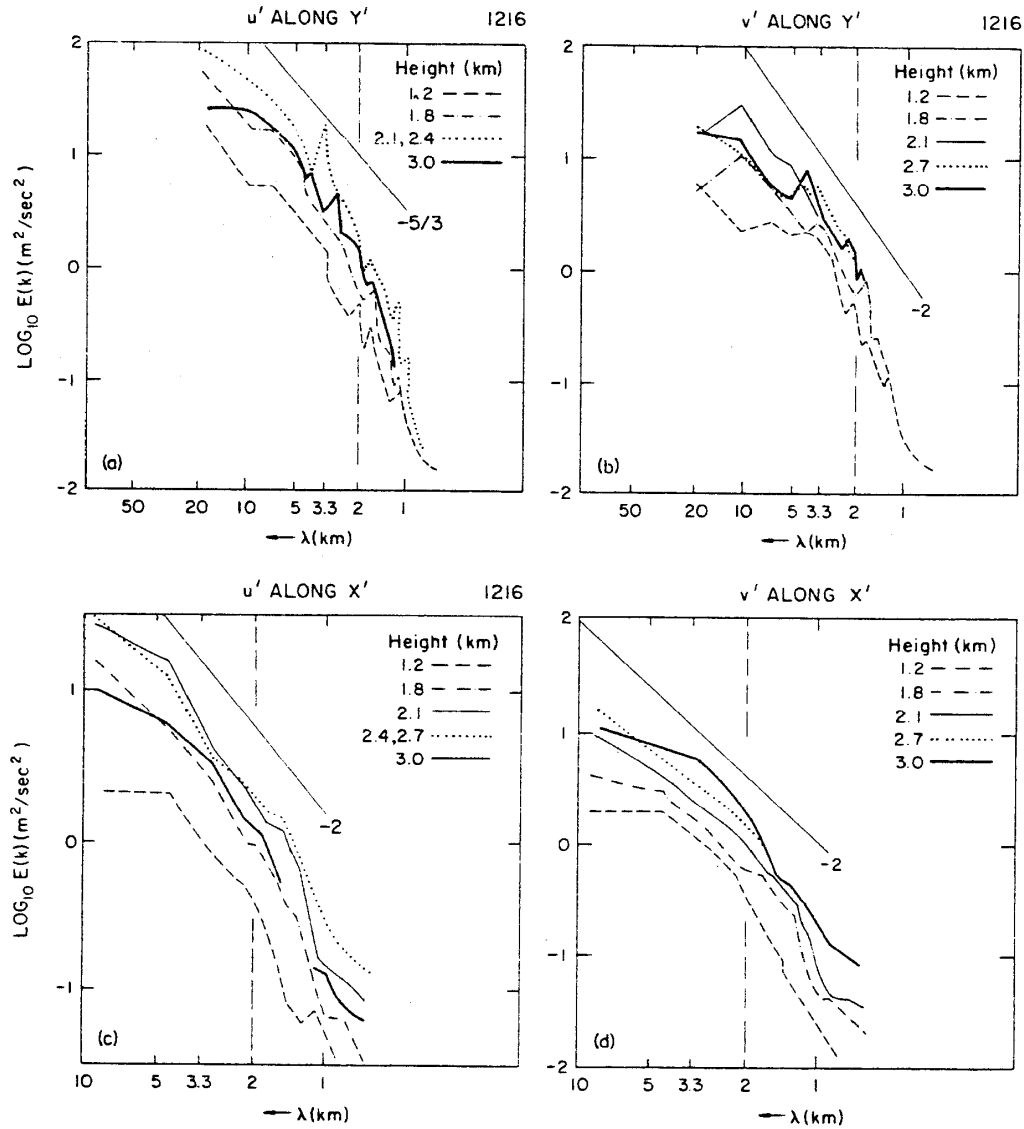 u' ALONG Y' 1216
Height (km)
1.2
1.8
2.1, 2.4
3.0
-5/3
2
1
0
-1
-2
LOG10 E(k) (m²/sec²)
(a)
50 20 10 5 3.3 2 1
← λ(km)
v' ALONG Y' 1216
Height (km)
1.2
1.8
2.1
2.7
3.0
-2
2
1
0
-1
-2
(b)
50 20 10 5 3.3 2 1
← λ(km)
u' ALONG X' 1216
Height (km)
1.2
1.8
2.1
2.4, 2.7
3.0
-2
1
0
-1
LOG10 E(k) (m²/sec²)
(c)
10 5 3.3 2 1
← λ(km)
v' ALONG X'
Height (km)
1.2
1.8
2.1
2.7
3.0
-2
2
1
0
-1
-2
(d)
10 5 3.3 2 1
← λ(km)